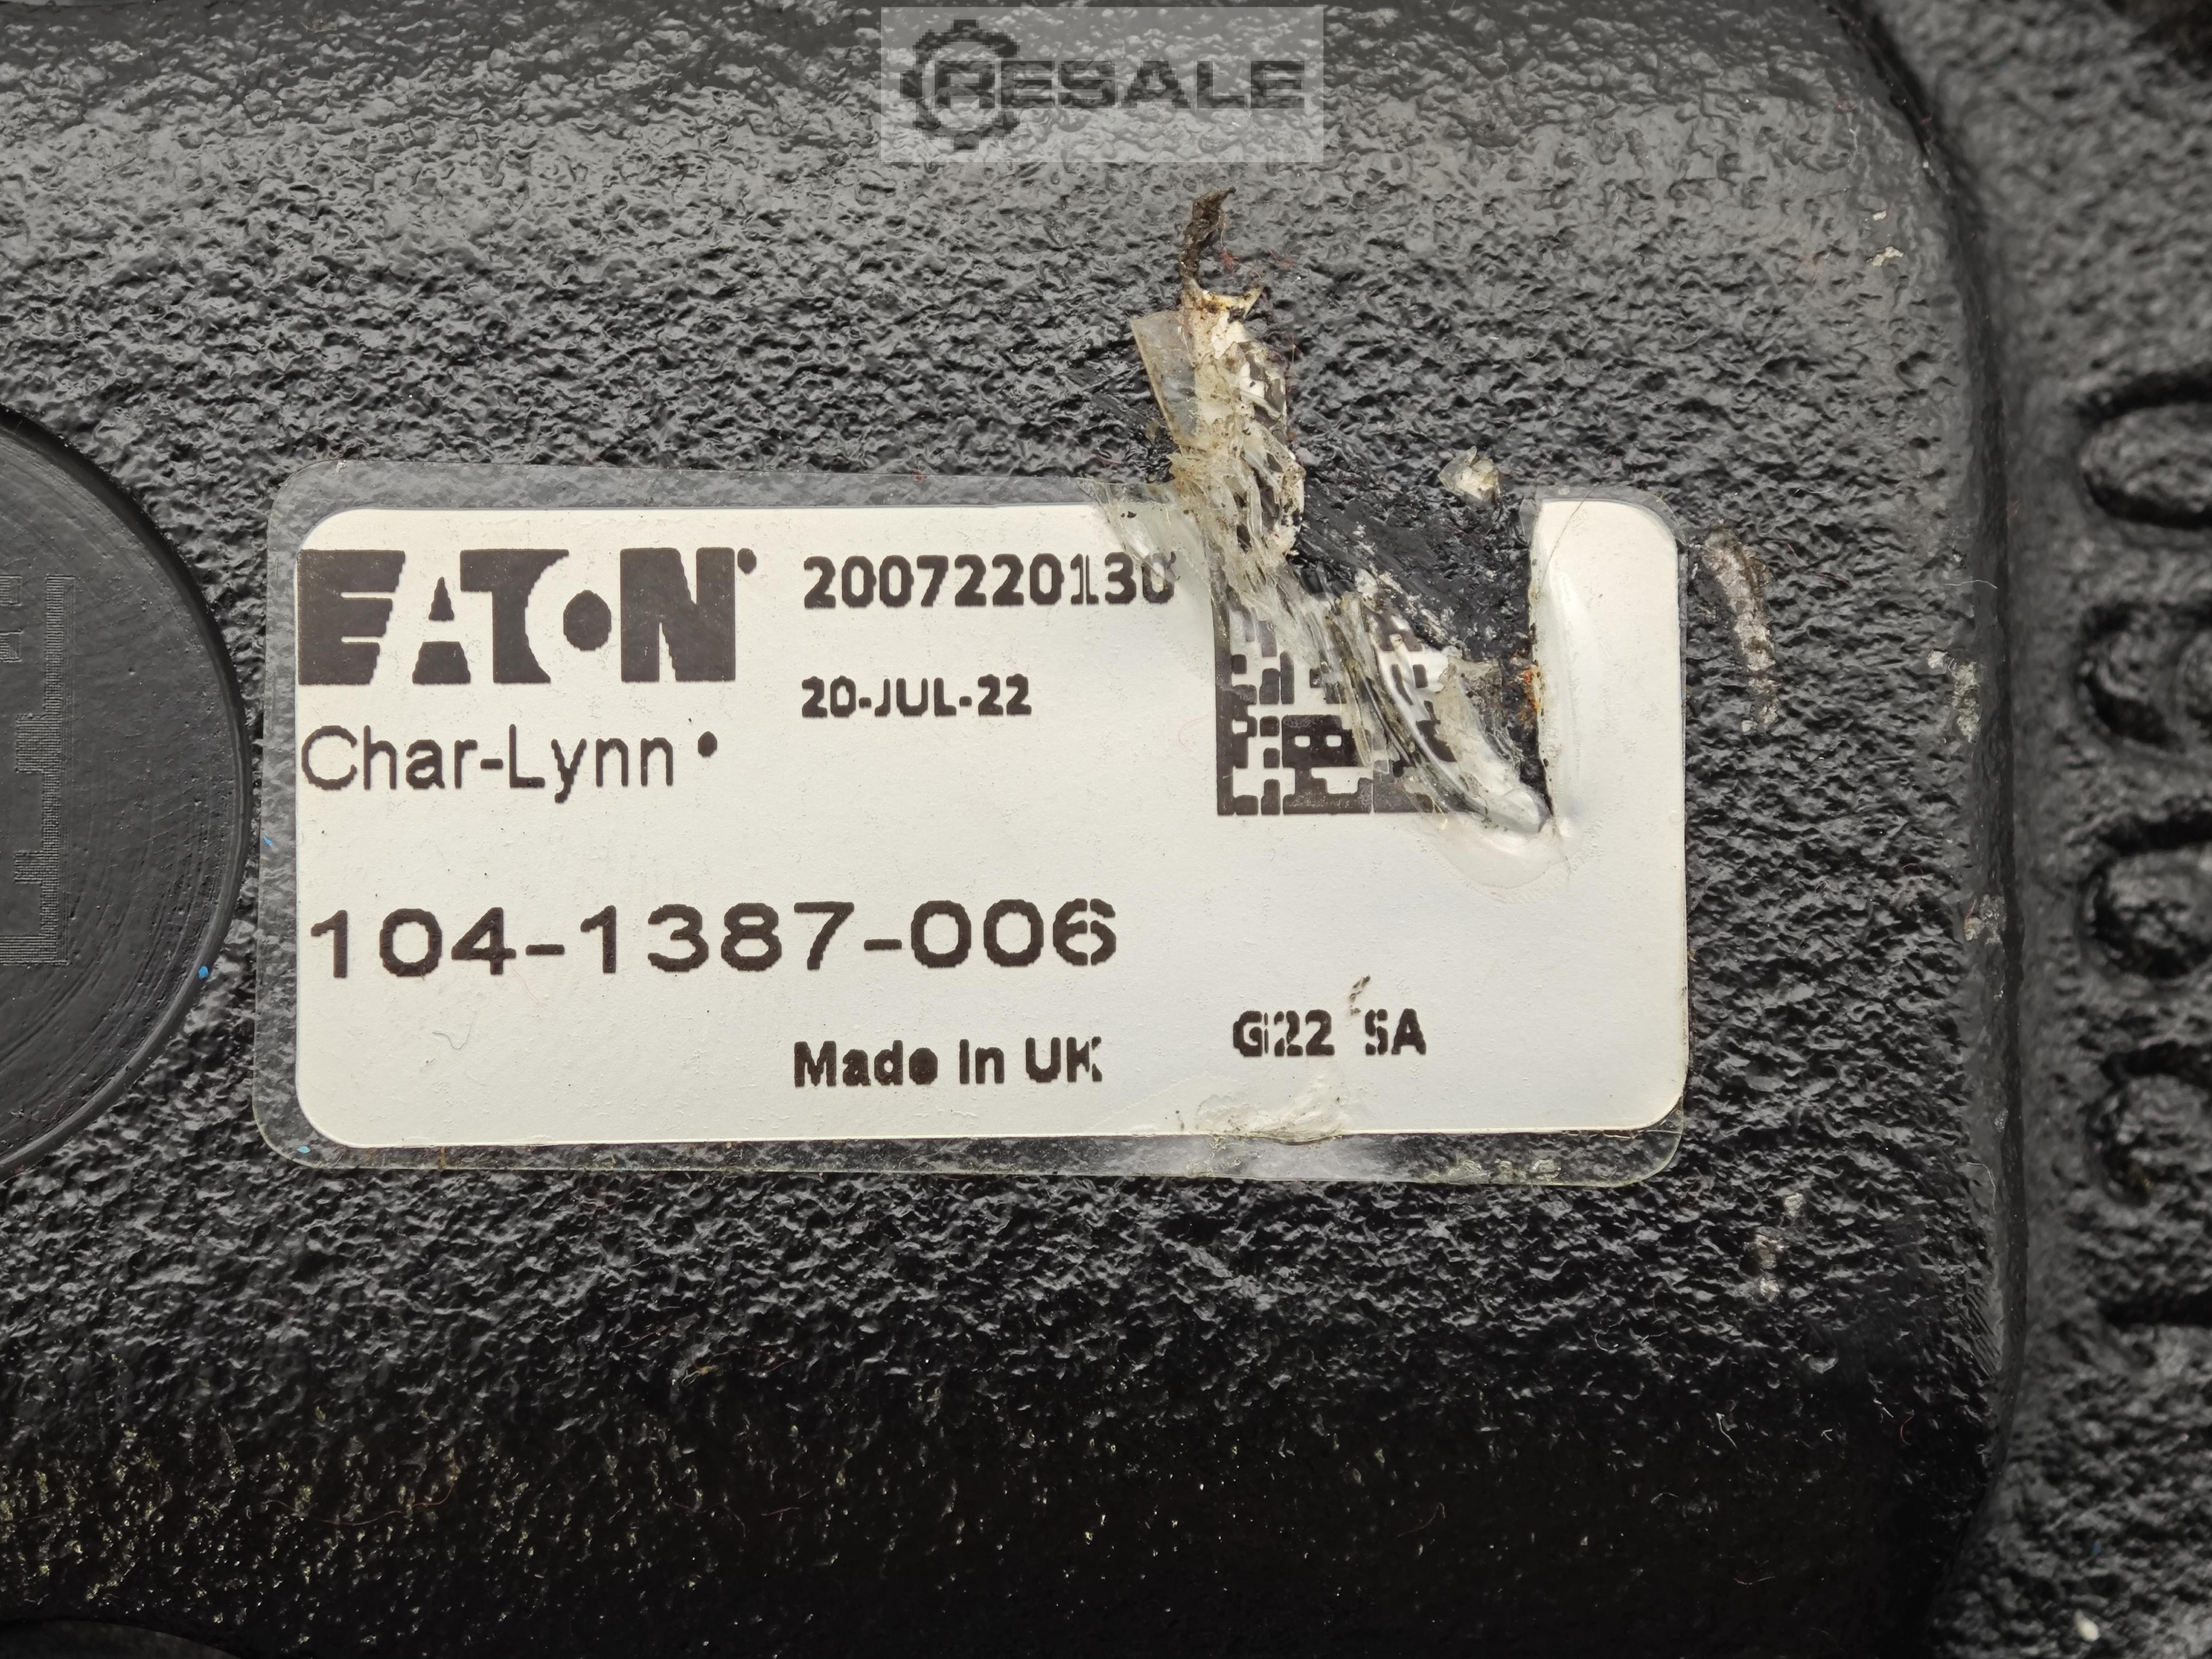 RESALE
EATON
2007220130
20-JUL-22
Char-Lynn
104-1387-006
Made In UK
G22 SA